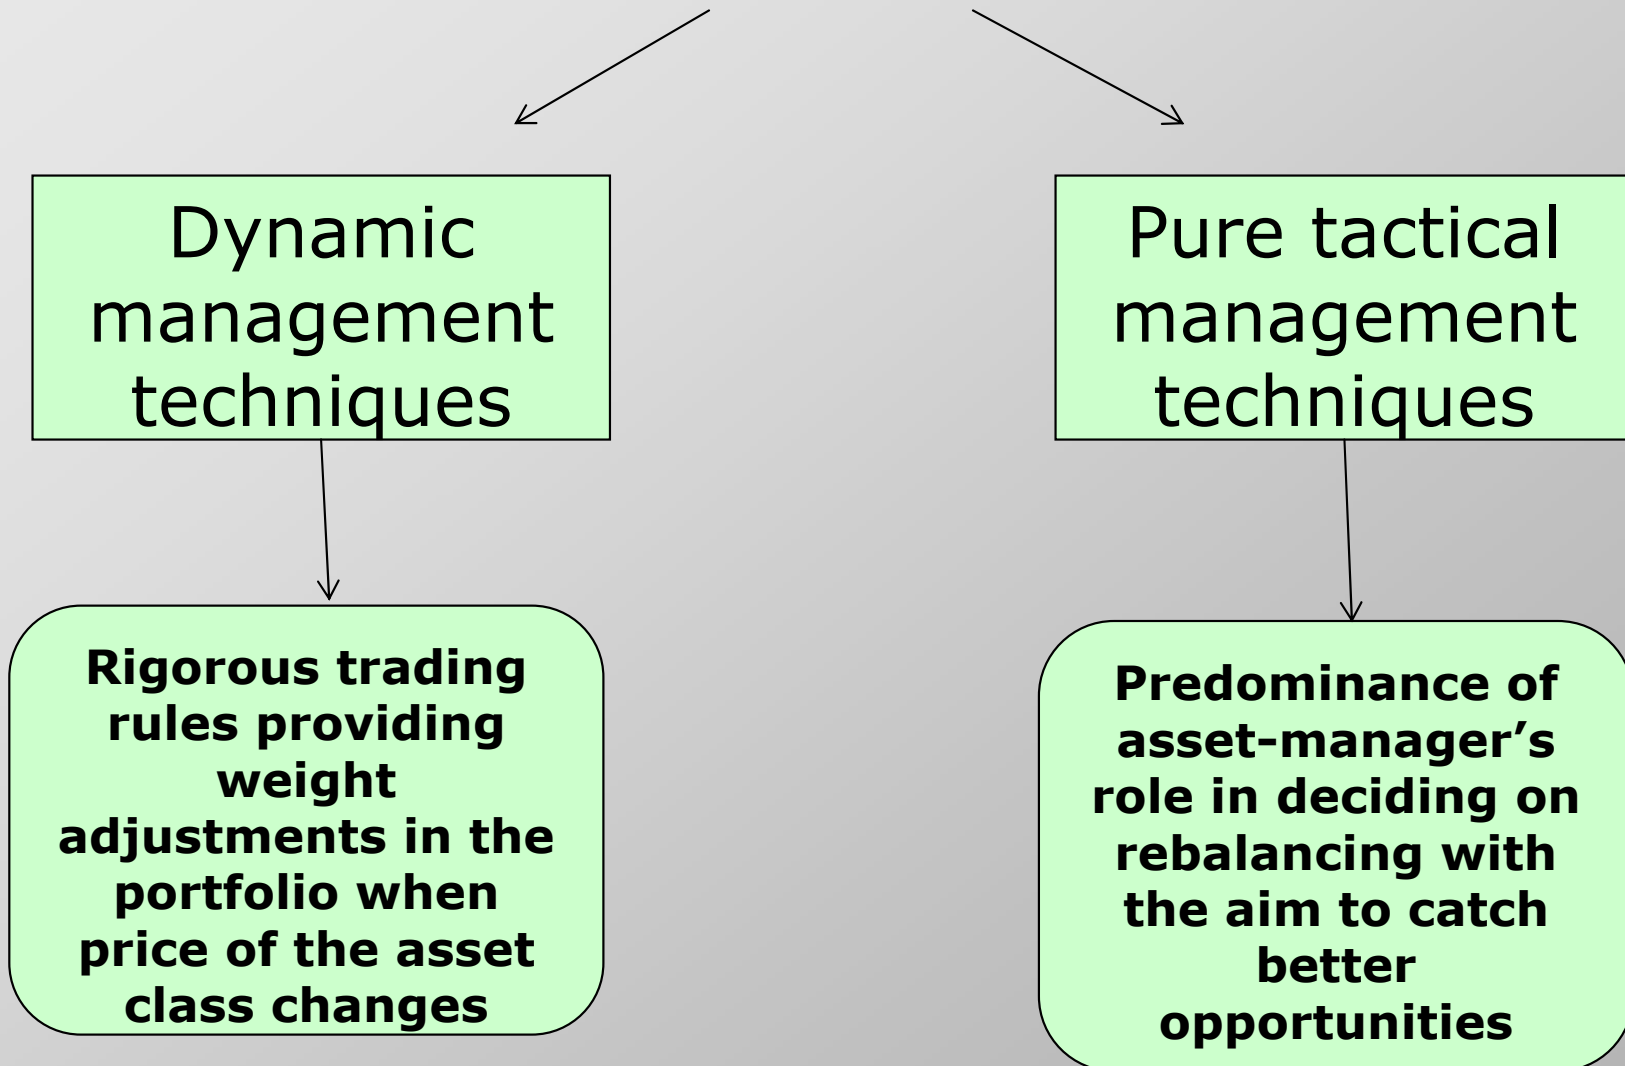 Dynamic
management
techniques
Pure tactical
management
techniques
Rigorous trading
rules providing
weight
adjustments in the
portfolio when
price of the asset
class changes
Predominance of
asset-manager’s
role in deciding on
rebalancing with
the aim to catch
better
opportunities